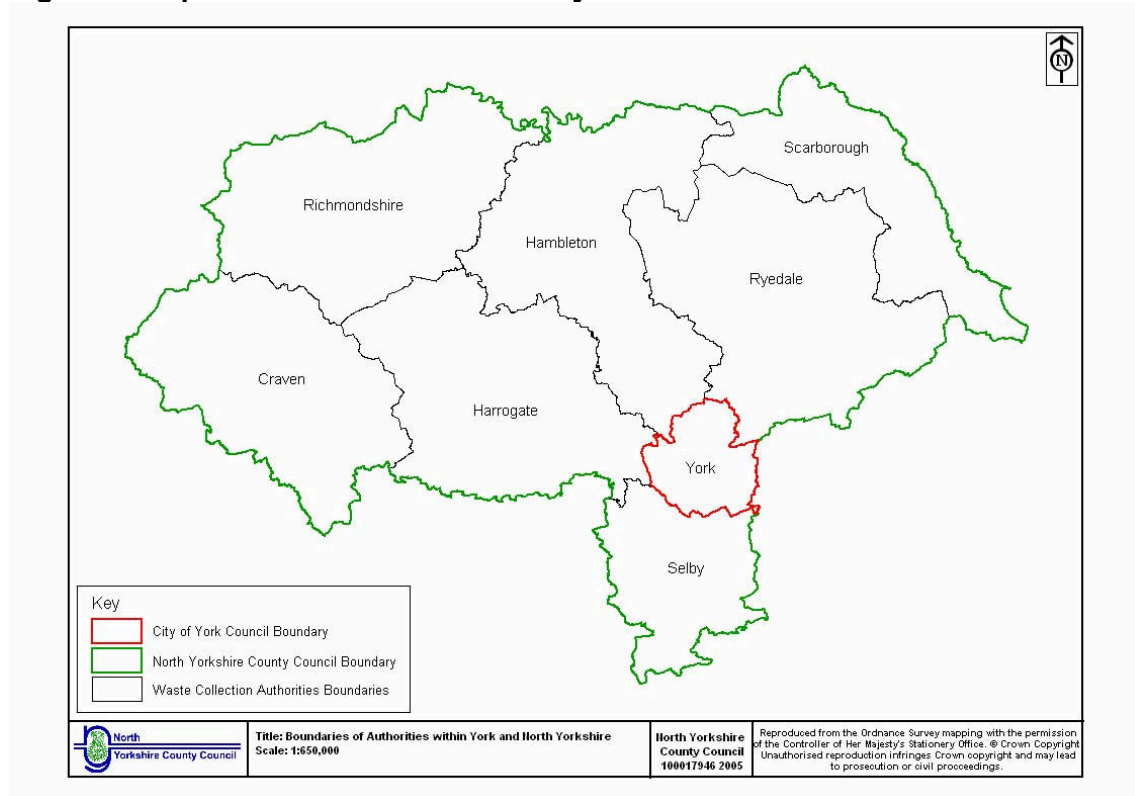 N
Scarborough
Richmondshire
Hambleton
Ryedale
Craven
Harrogate
York
Selby
Key
City of York Council Boundary
North Yorkshire County Council Boundary
Waste Collection Authorities Boundaries
North
Yorkshire County Council
Title: Boundaries of Authorities within York and North Yorkshire
Scale: 1:650,000
North Yorkshire
County Council
100017946 2005
Reproduced from the Ordnance Survey mapping with the permission
of the Controller of Her Majesty's Stationery Office. © Crown Copyright
Unauthorised reproduction infringes Crown copyright and may lead
to prosecution or civil procceedings.